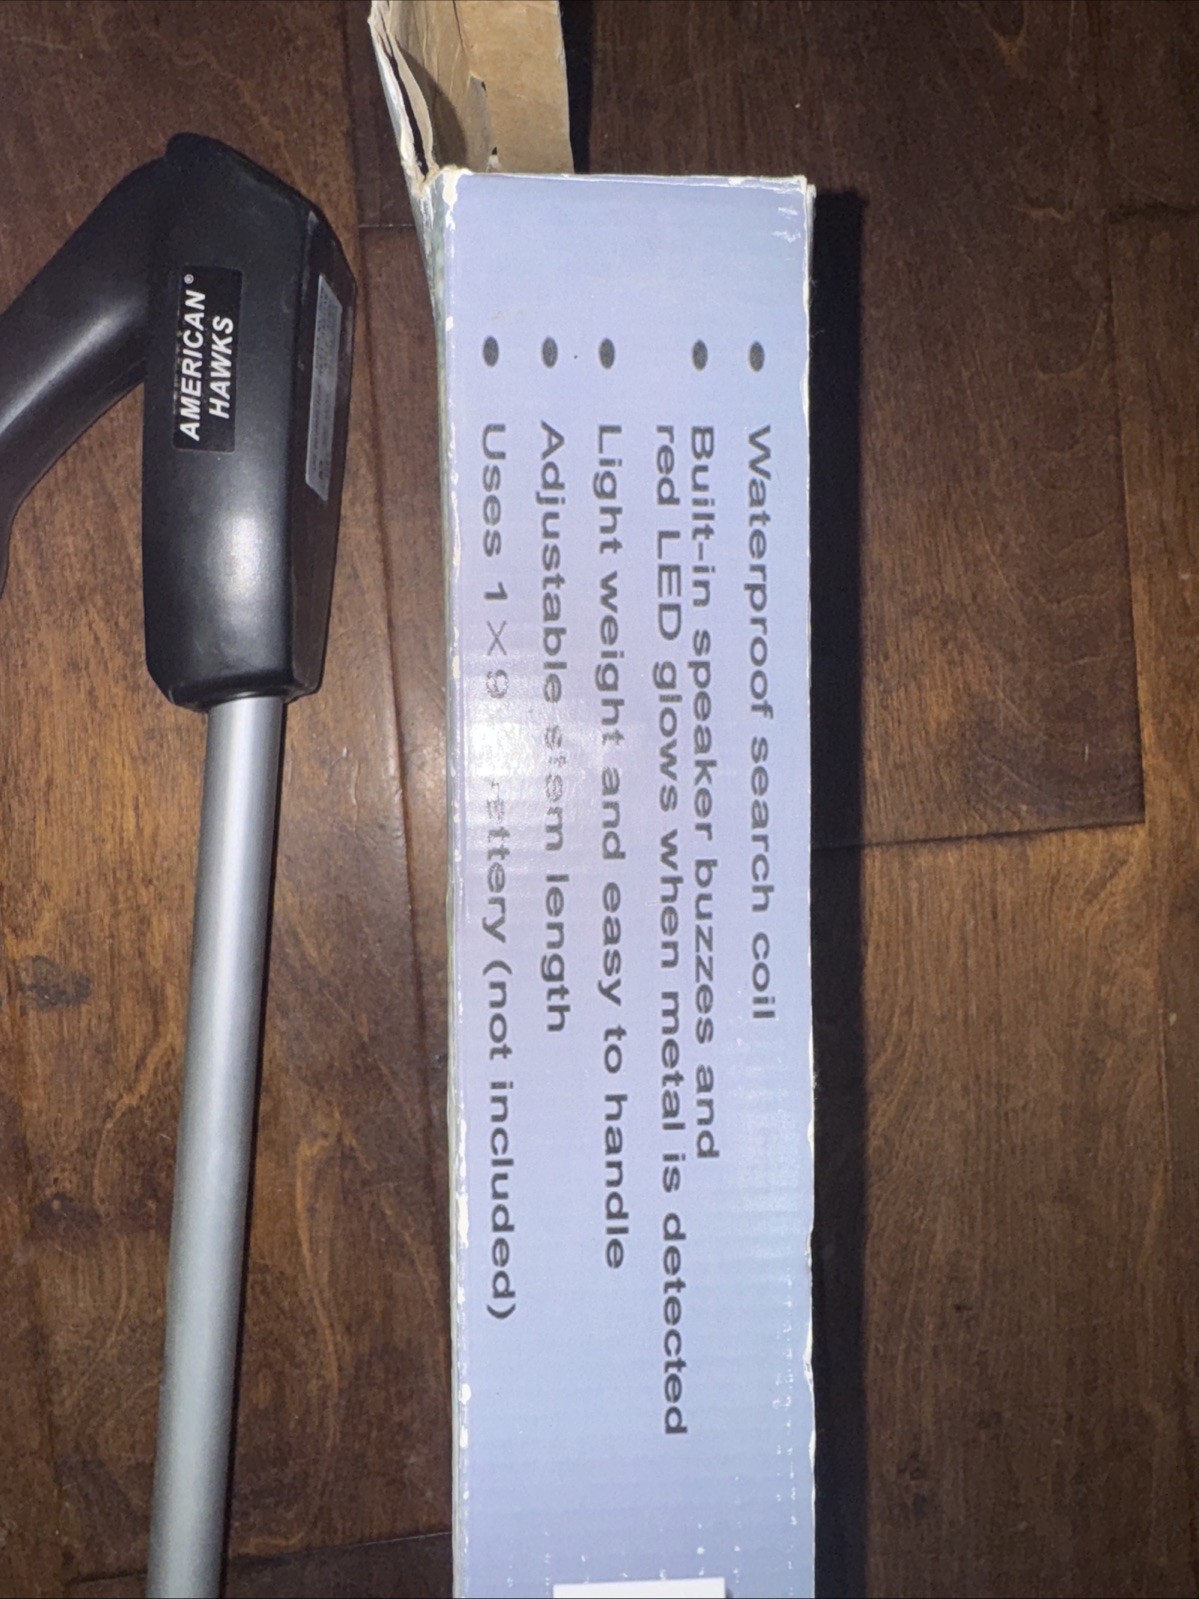 AMERICAN®
HAWKS
• Waterproof search coil
• Built-in speaker buzzes and
red LED glows when metal is detected
• Light weight and easy to handle
• Adjustable stem length
• Uses 1 X 9 (not included)